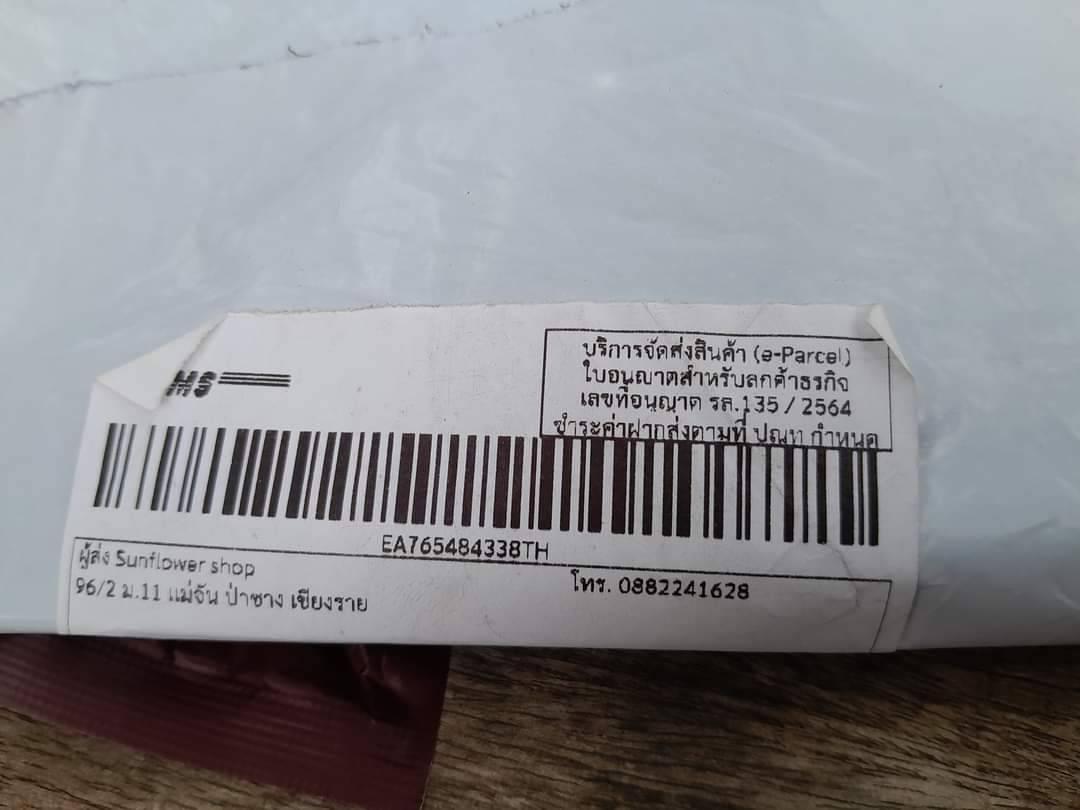 MS
บริการจัดส่งสินค้า (e-Parcel)
ใบอนุญาตสำหรับลูกค้าธุรกิจ
เลขที่อนุญาต รล.135 / 2564
ชำระค่าฝากส่งตามที่ ปณท กำหนด
EA765484338TH
ผู้ส่ง Sunflower shop
โทร. 0882241628
96/2 ม.11 แม่จัน ป่าซาง เชียงราย